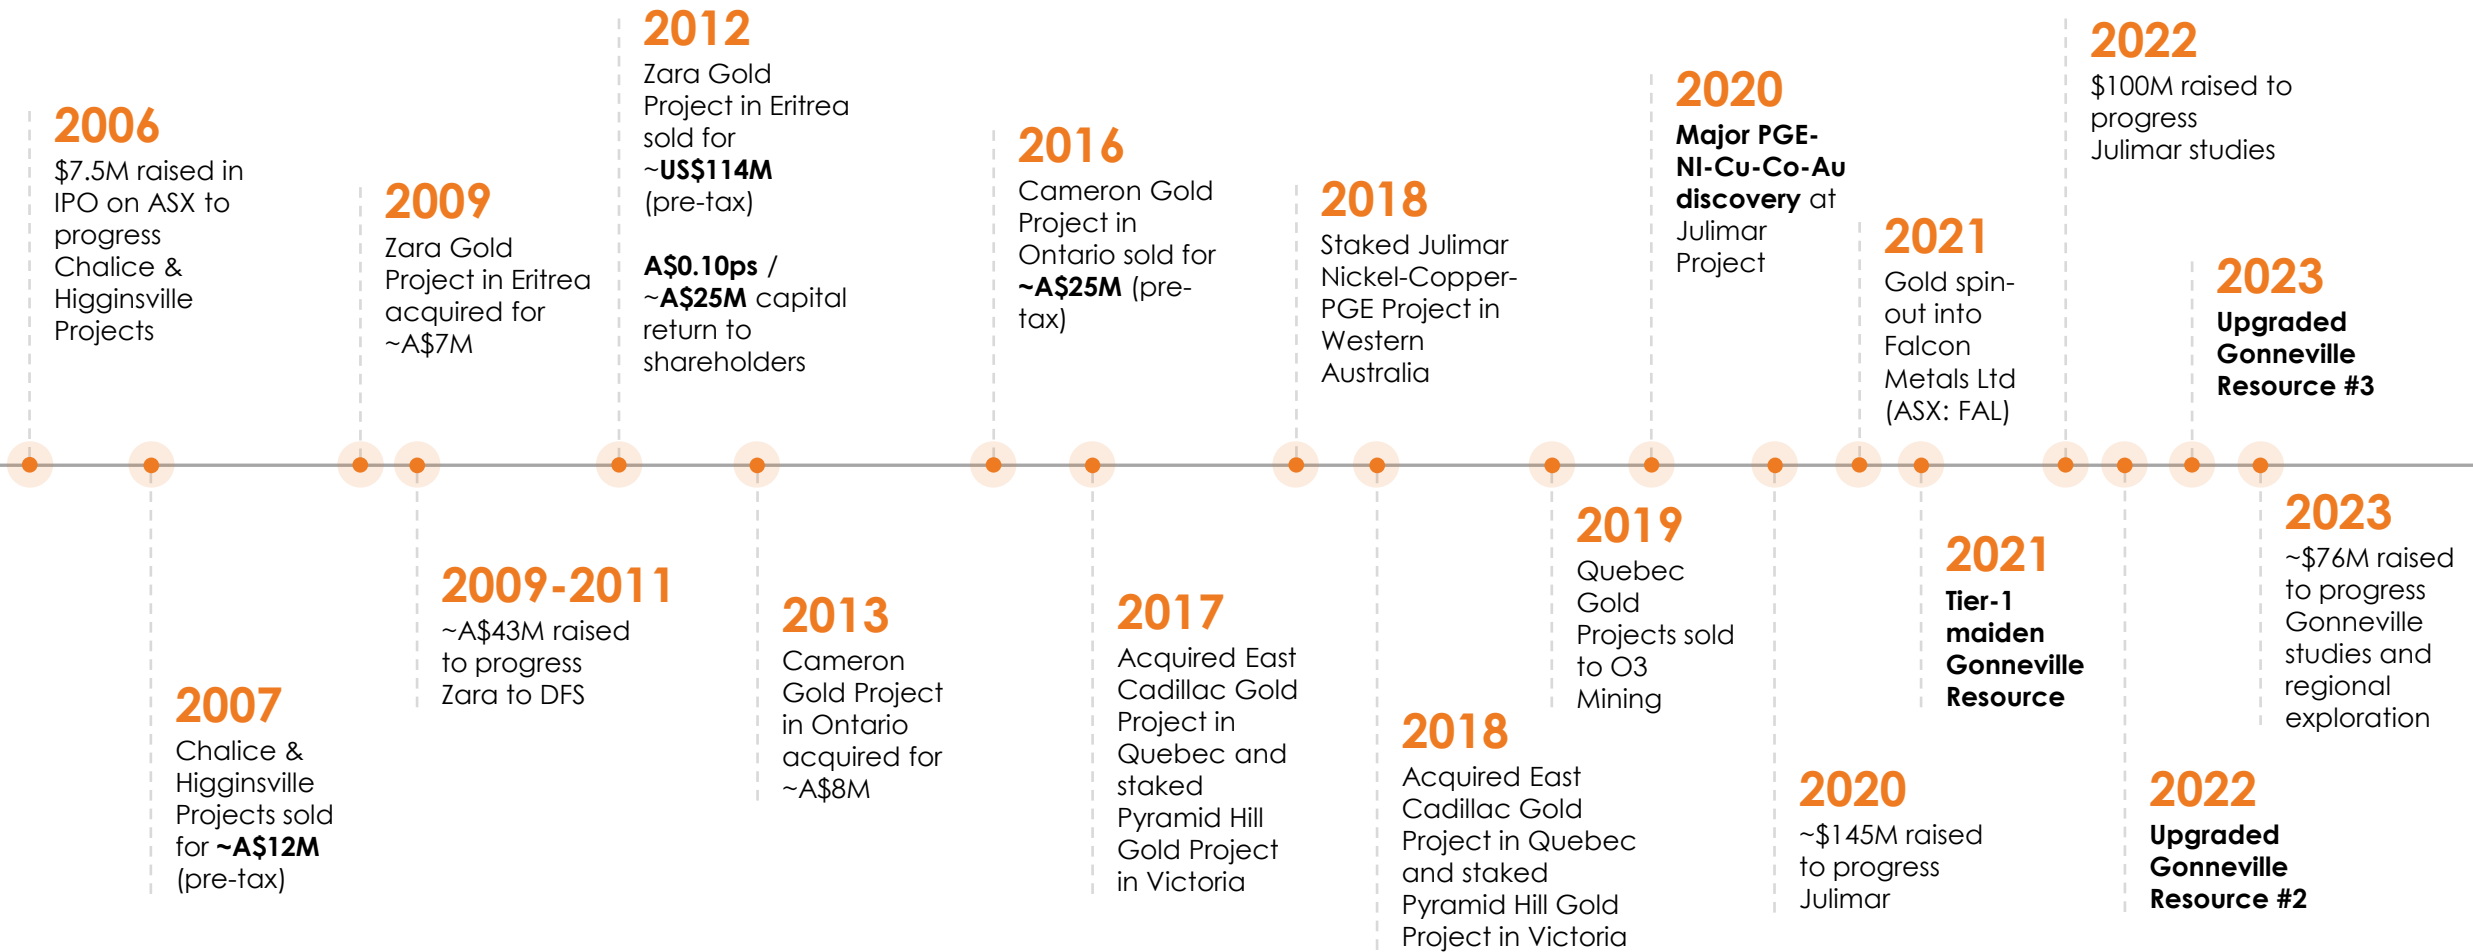 2006
$7.5M raised in
IPO on ASX to
progress
Chalice &
Higginsville
Projects
2007
Chalice &
Higginsville
Projects sold
for ~A$12M
(pre-tax)
2009
Zara Gold
Project in Eritrea
acquired for
~A$7M
2009-2011
~A$43M raised
to progress
Zara to DFS
2012
Zara Gold
Project in Eritrea
sold for
~US$114M
(pre-tax)
A$0.10ps /
~A$25M capital
return to
shareholders
2013
Cameron
Gold Project
in Ontario
acquired for
~A$8M
2016
Cameron Gold
Project in
Ontario sold for
~A$25M (pre-
tax)
2017
Acquired East
Cadillac Gold
Project in
Quebec and
staked
Pyramid Hill
Gold Project
in Victoria
2018
Staked Julimar
Nickel-Copper-
PGE Project in
Western
Australia
2018
Acquired East
Cadillac Gold
Project in Quebec
and staked
Pyramid Hill Gold
Project in Victoria
2019
Quebec
Gold
Projects sold
to O3
Mining
2020
Major PGE-
NI-Cu-Co-Au
discovery at
Julimar
Project
2020
~$145M raised
to progress
Julimar
2021
Gold spin-
out into
Falcon
Metals Ltd
(ASX: FAL)
2021
Tier-1
maiden
Gonneville
Resource
2022
$100M raised to
progress
Julimar studies
2022
Upgraded
Gonneville
Resource #2
2023
Upgraded
Gonneville
Resource #3
2023
~$76M raised
to progress
Gonneville
studies and
regional
exploration